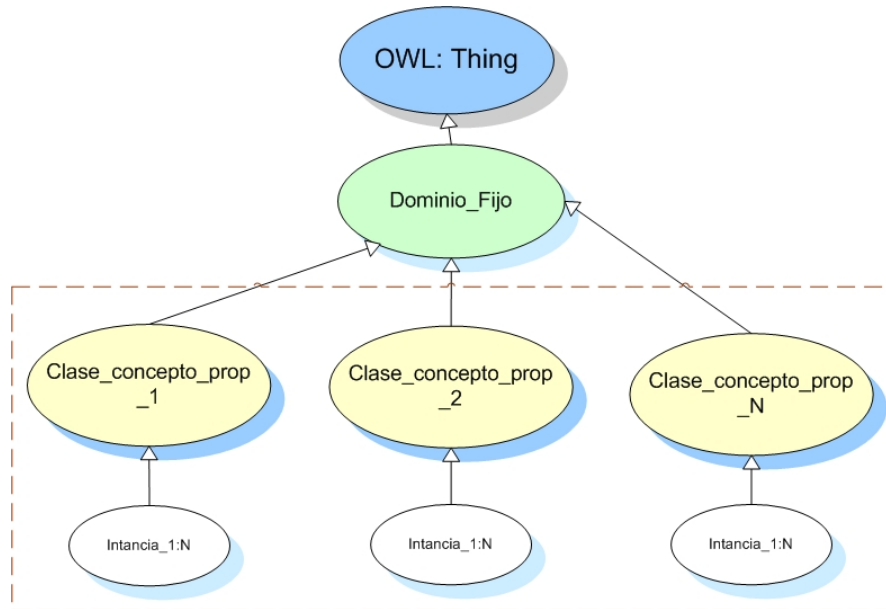 OWL: Thing
Dominio_Fijo
Clase_concepto_prop
_1
Clase_concepto_prop
_2
Clase_concepto_prop
_N
Intancia_1:N
Intancia_1:N
Intancia_1:N